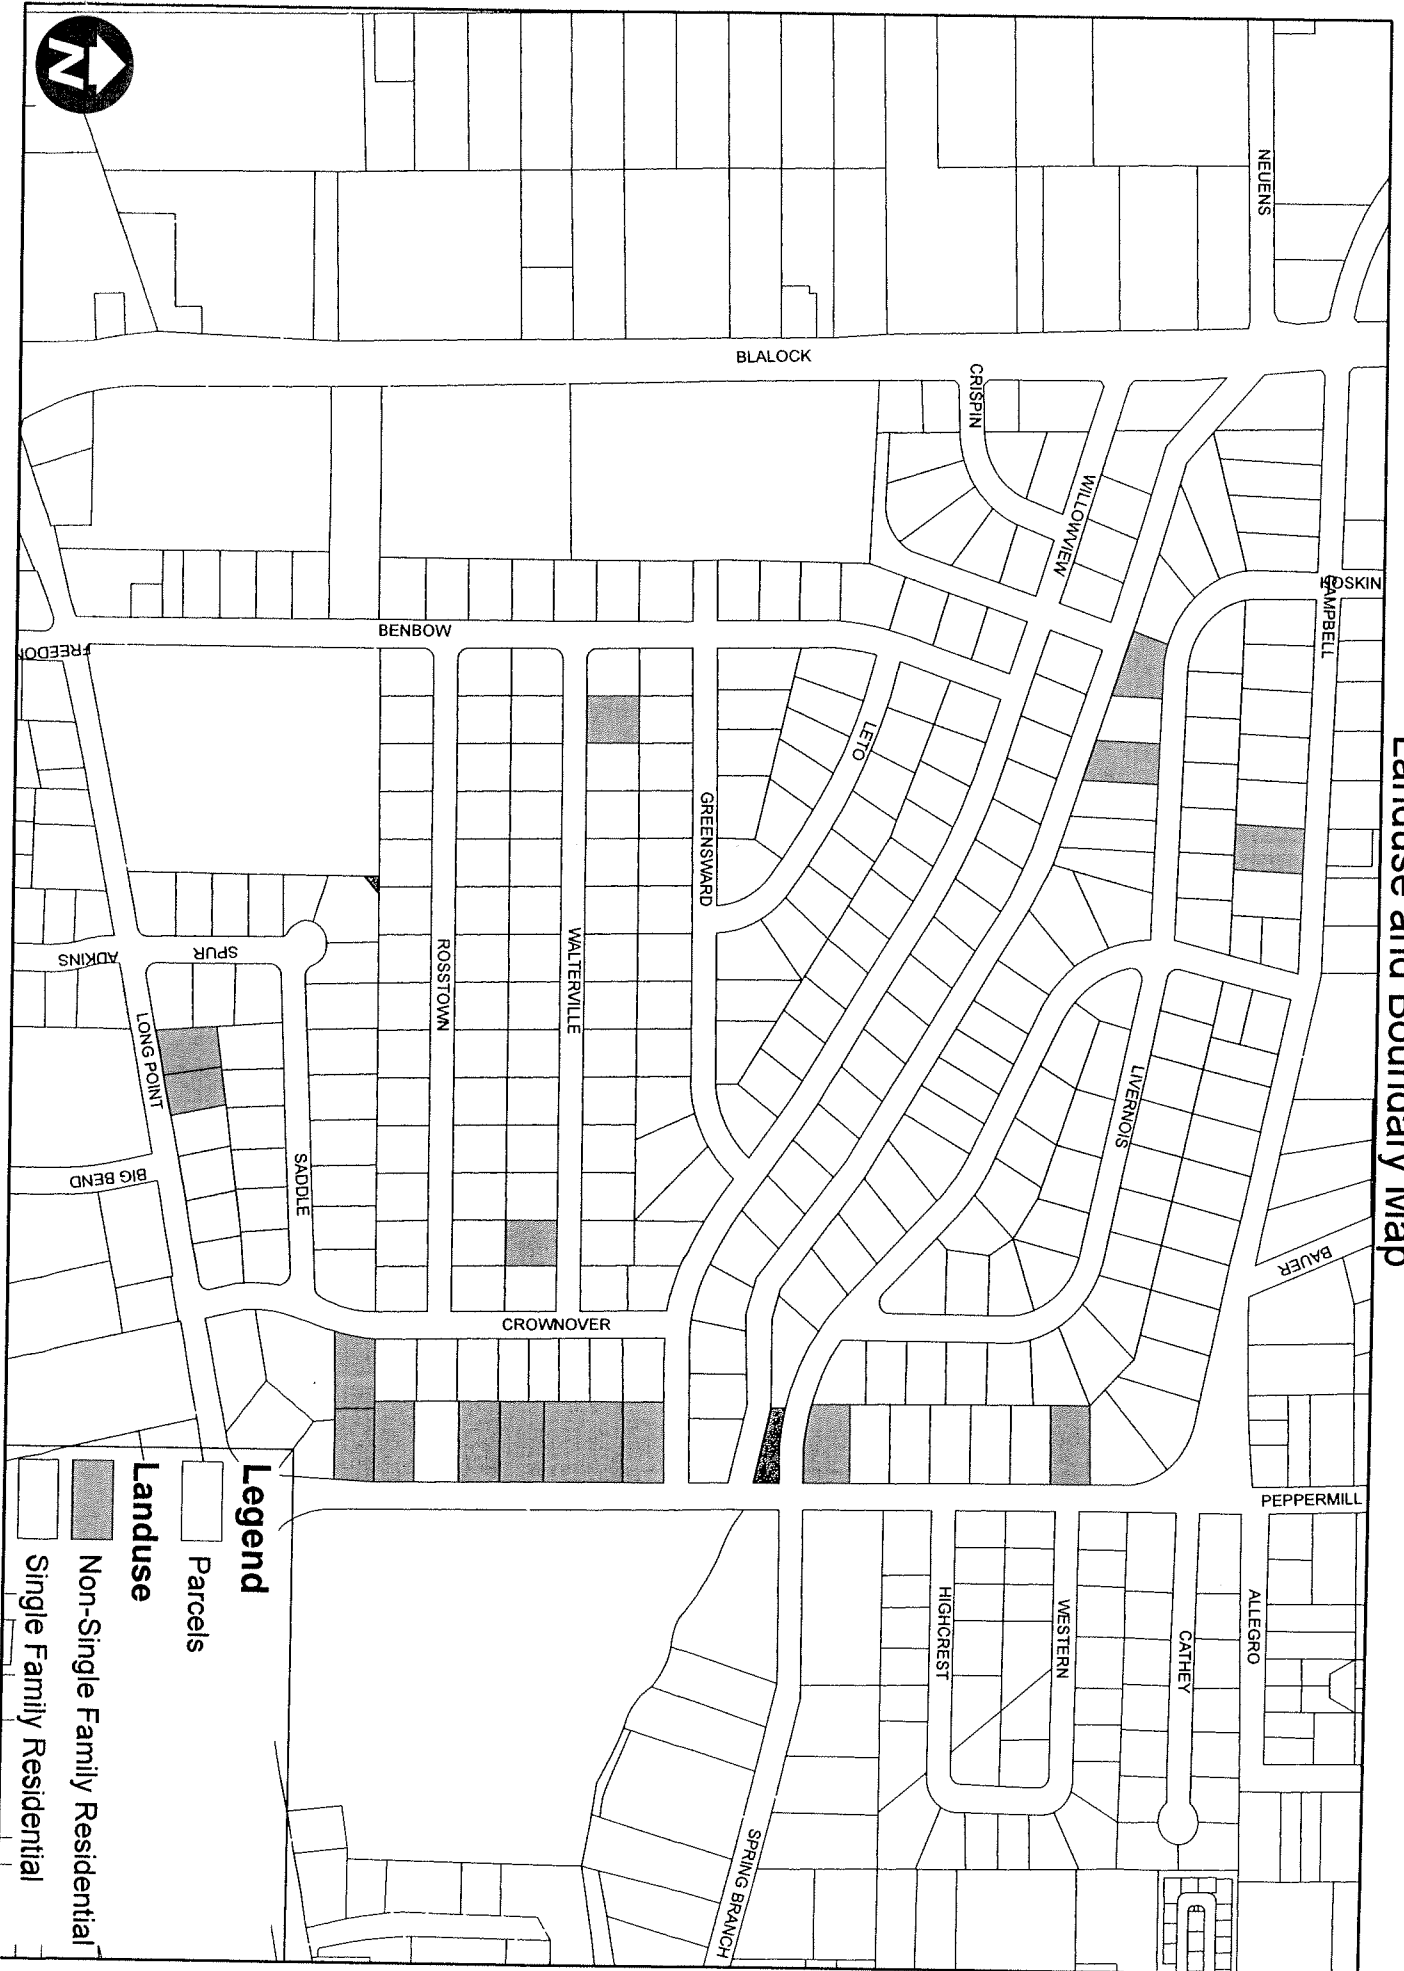 Landuse and Boundary Map
N
NEUENS
BLALOCK
CRISPIN
WILLOWVIEW
HOSKIN
CAMPBELL
BENBOW
FREEDOM
LETO
GREENSWARD
ROSSTOWN
WALTERVILLE
SPUR
ADKINS
LONG POINT
LIVERNOIS
SADDLE
BIG BEND
BAUER
CROWNOVER
PEPPERMILL
HIGHCREST
WESTERN
CATHEY
ALLEGRO
SPRING BRANCH
Legend
Parcels
Landuse
Non-Single Family Residential
Single Family Residential